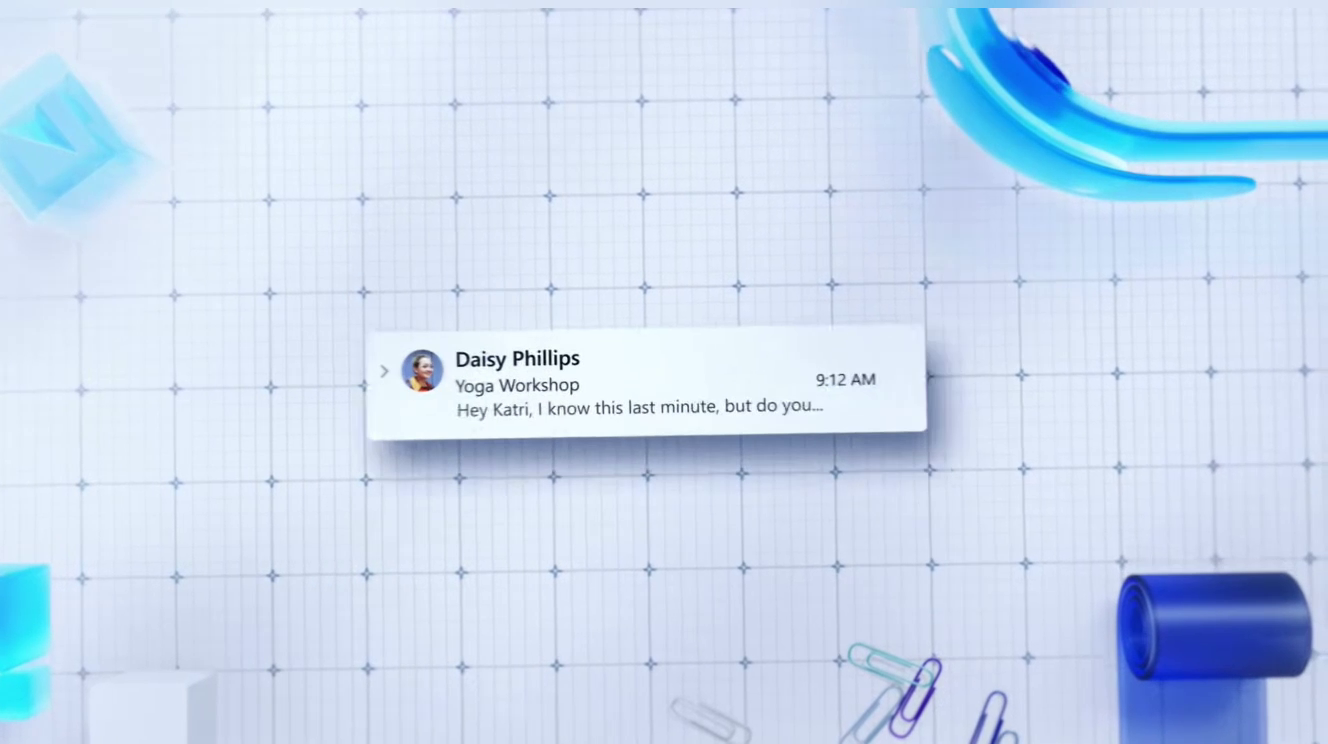 Daisy Phillips
Yoga Workshop
9:12 AM
Hey Katri, I know this last minute, but do you...